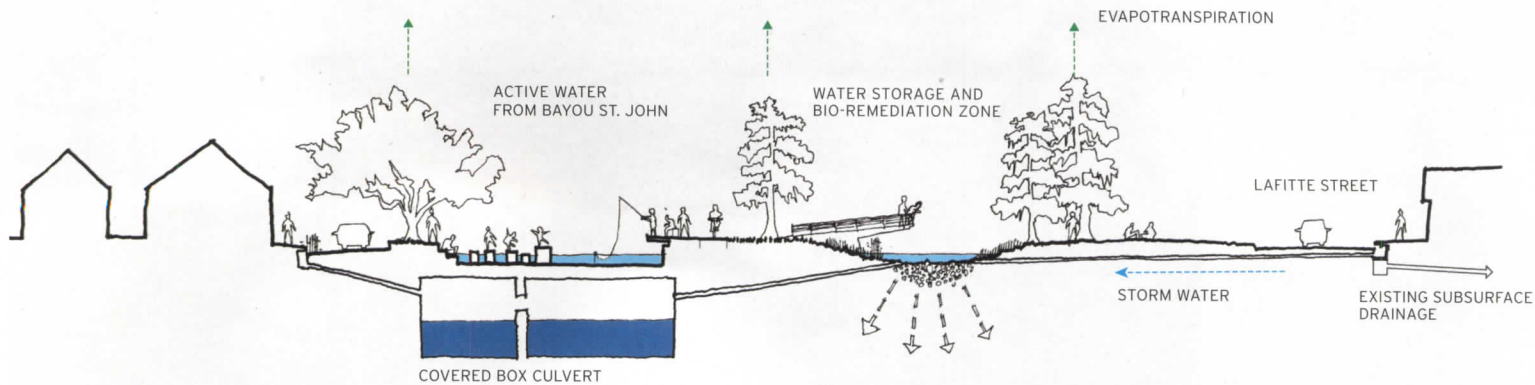 EVAPOTRANSPIRATION
ACTIVE WATER
FROM BAYOU ST. JOHN
WATER STORAGE AND
BIO-REMEDIATION ZONE
LAFITTE STREET
STORM WATER
EXISTING SUBSURFACE
DRAINAGE
COVERED BOX CULVERT